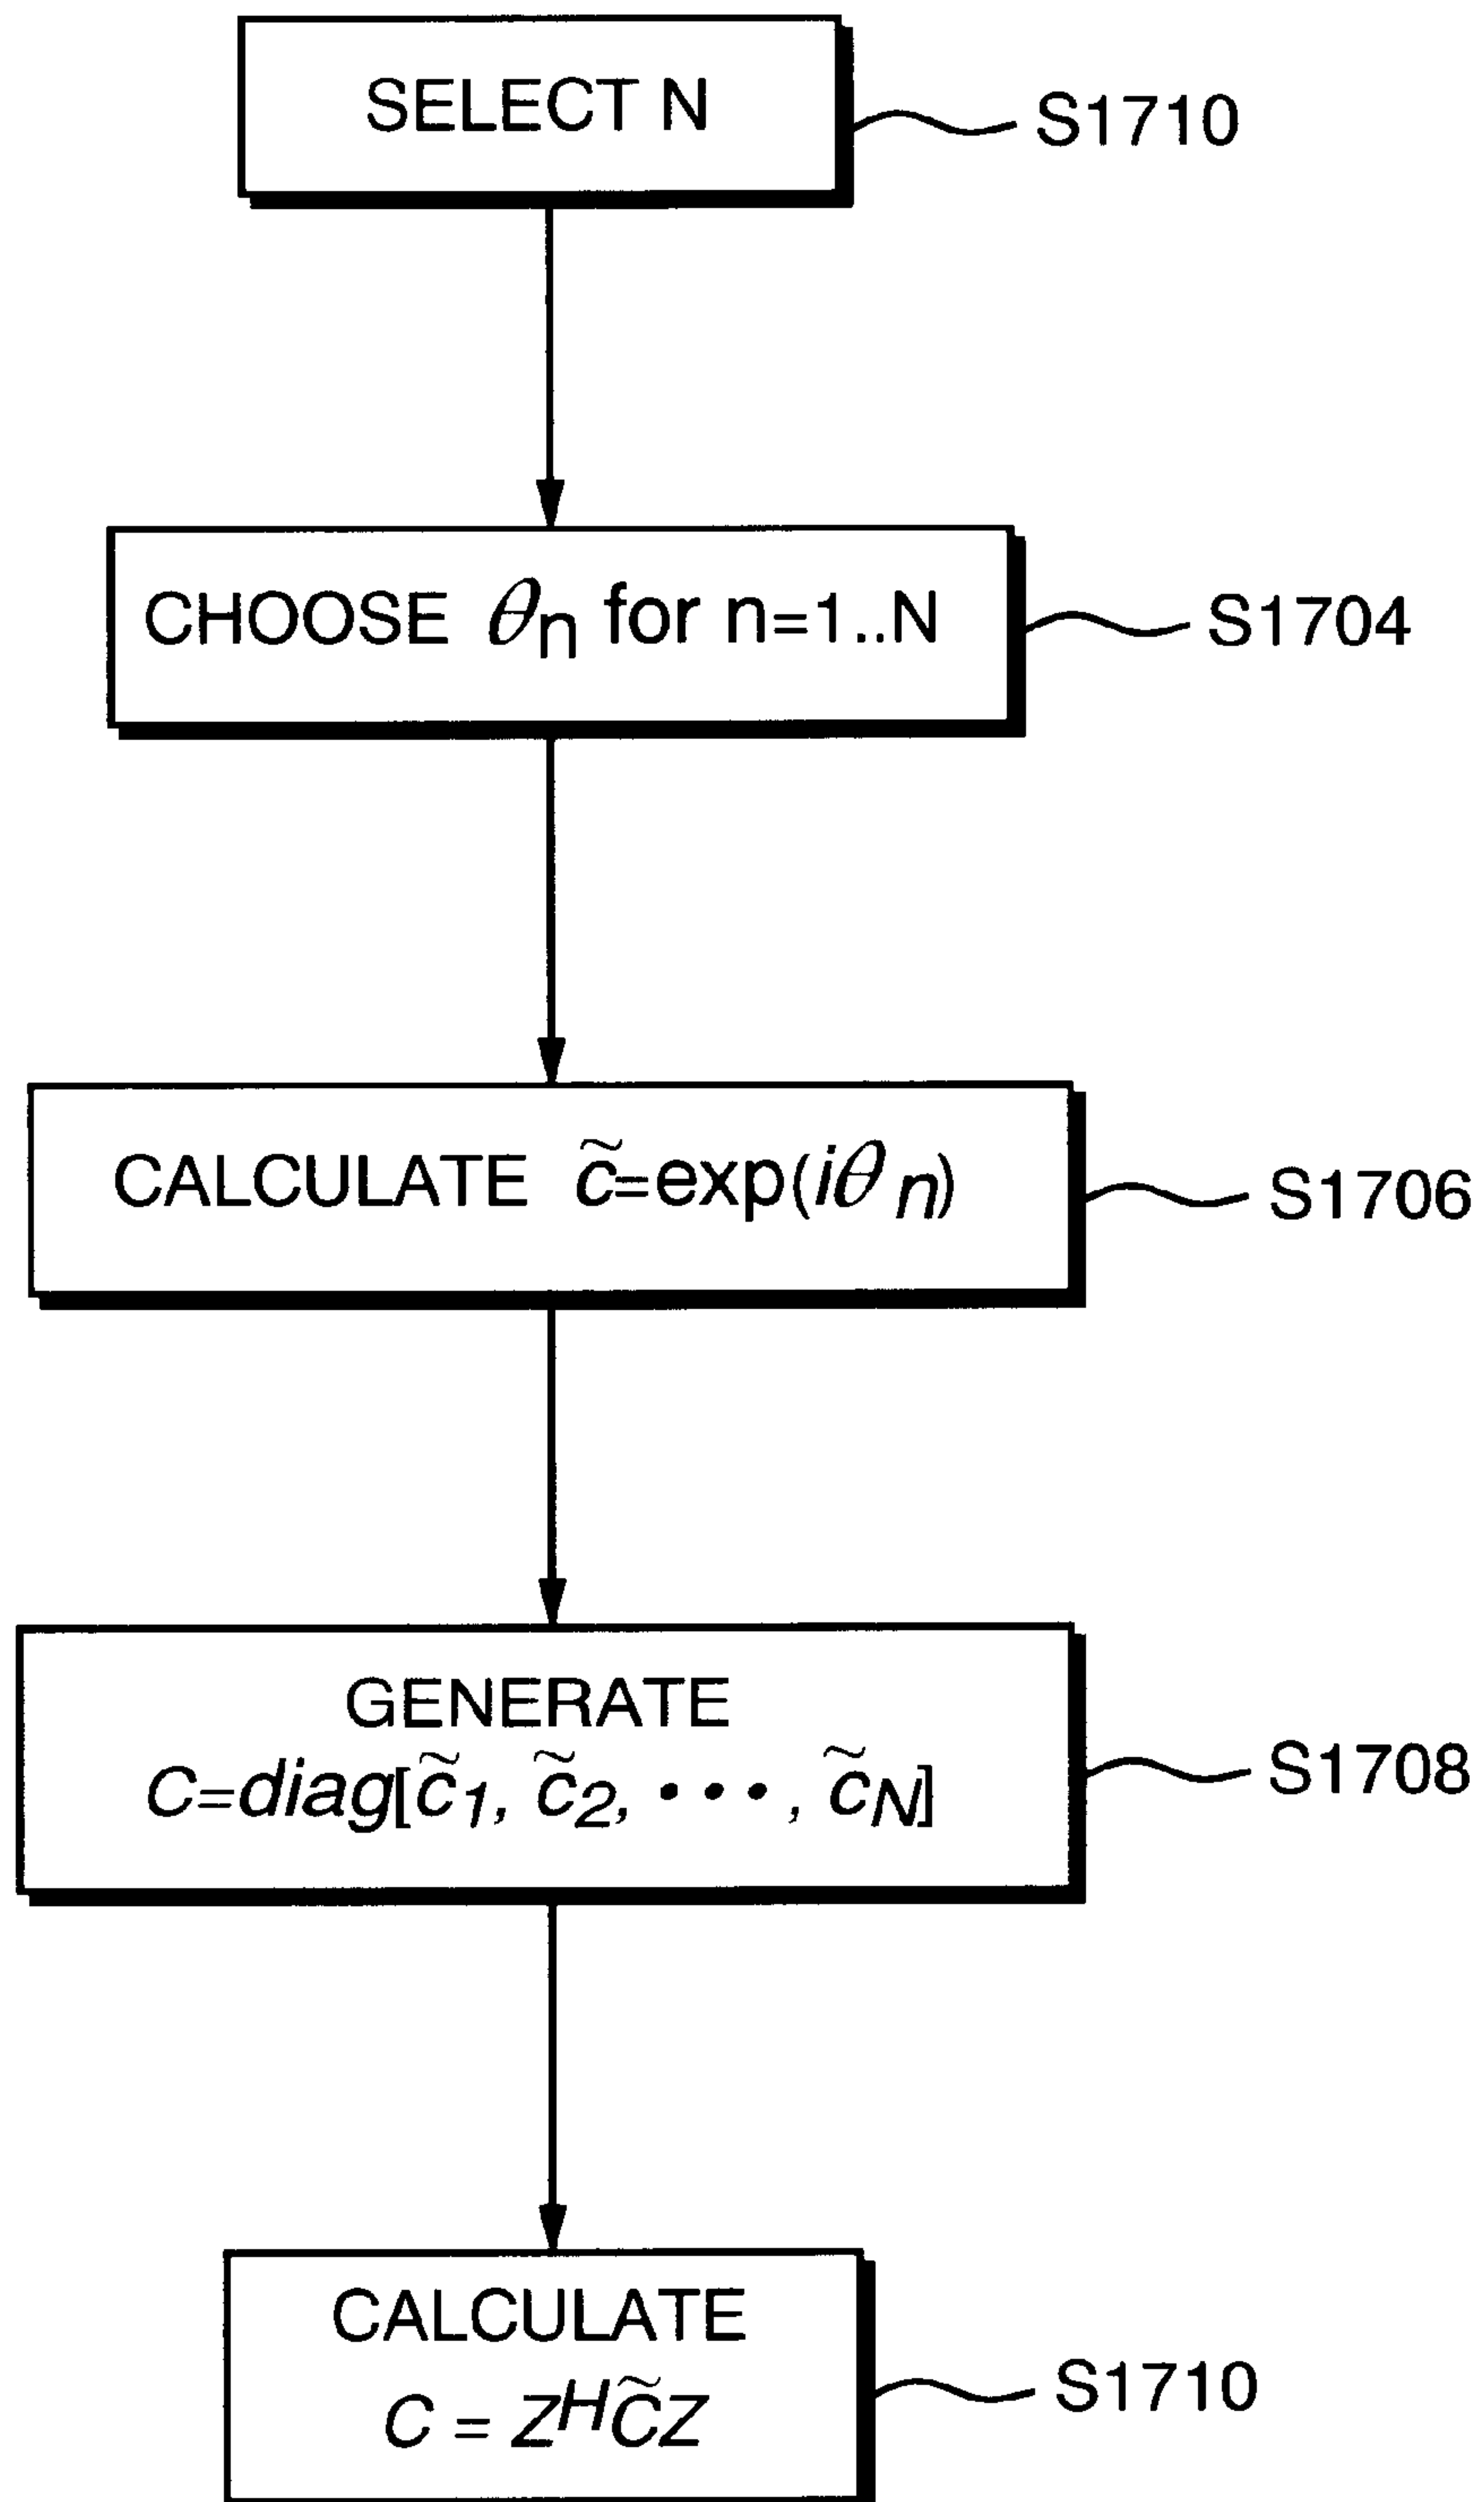 SELECT N
S1710
CHOOSE θn for n=1..N
S1704
CALCULATE c̃=exp(iθn)
S1706
GENERATE
C=diag[c̃1, c̃2, • • •, c̃N]
S1708
CALCULATE
C = zHc̃z
S1710